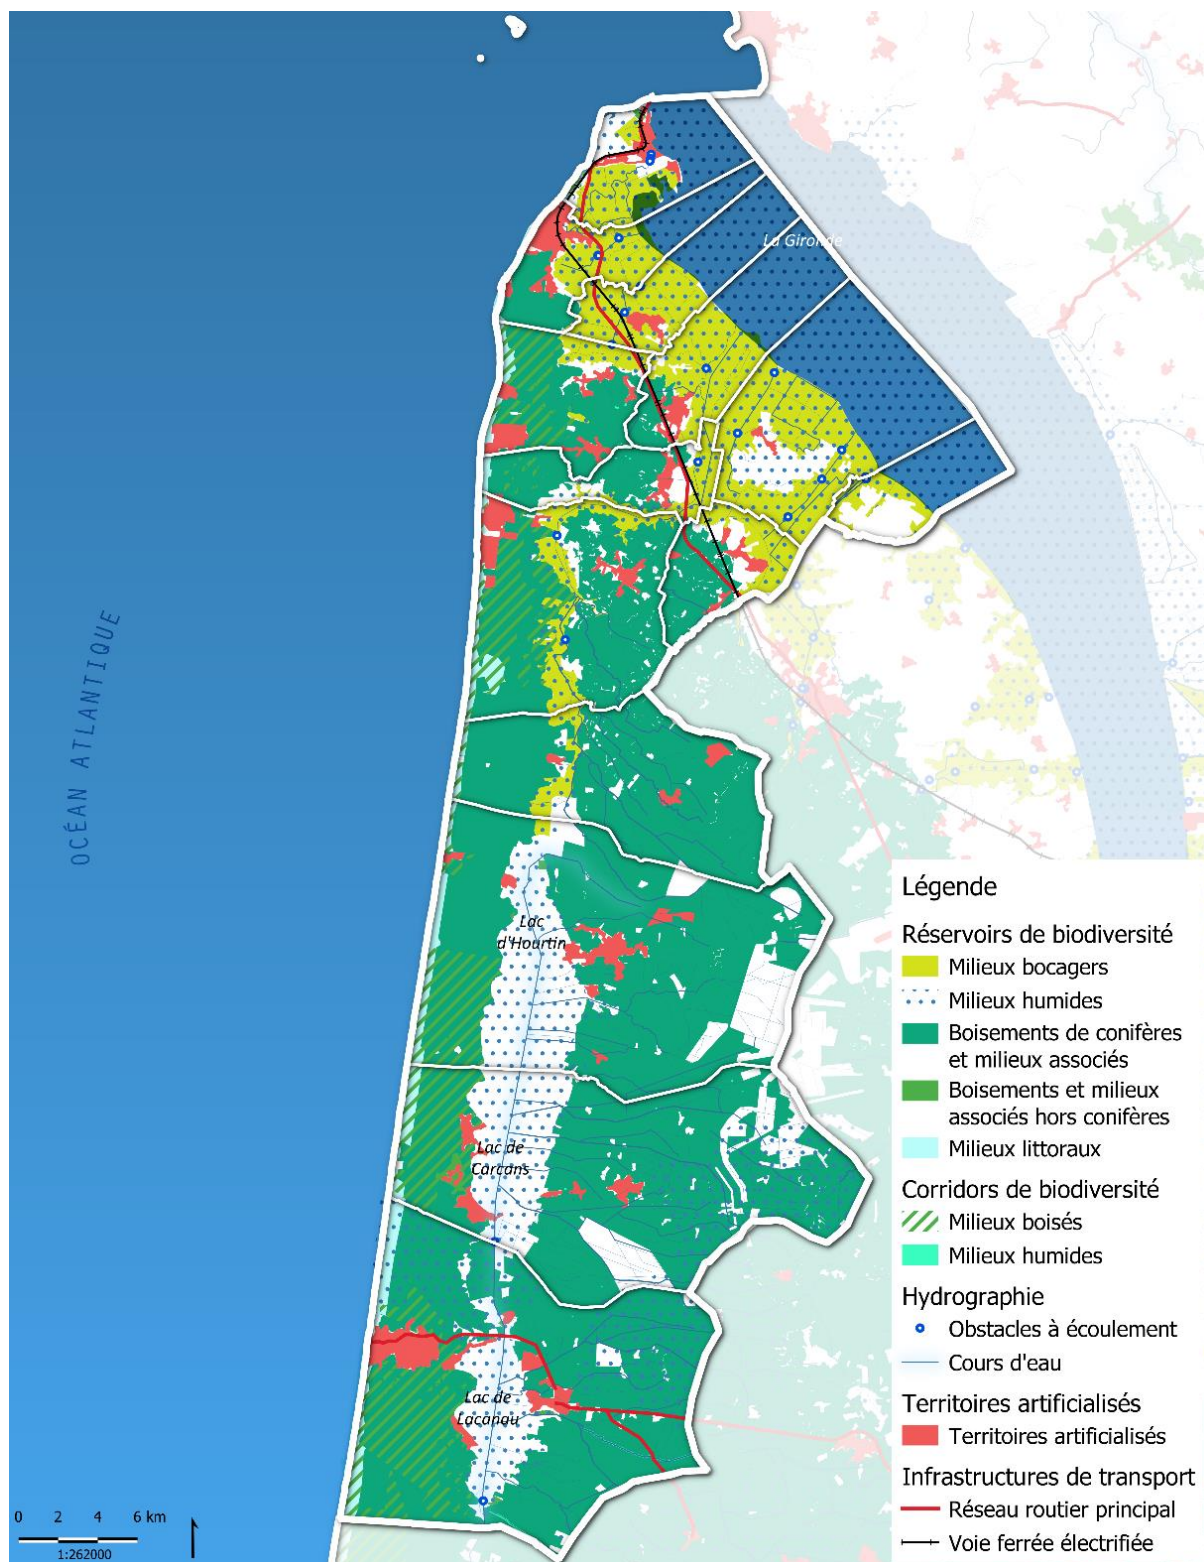 La Gironde
OCÉAN ATLANTIQUE
Lac
d'Hourtin
Lac de
Carcans
Lac de
Lacanau
Légende
Réservoirs de biodiversité
Milieux bocagers
Milieux humides
Boisements de conifères
et milieux associés
Boisements et milieux
associés hors conifères
Milieux littoraux
Corridors de biodiversité
Milieux boisés
Milieux humides
Hydrographie
Obstacles à écoulement
Cours d'eau
Territoires artificialisés
Territoires artificialisés
Infrastructures de transport
Réseau routier principal
Voie ferrée électrifiée
0 2 4 6 km
1:262000